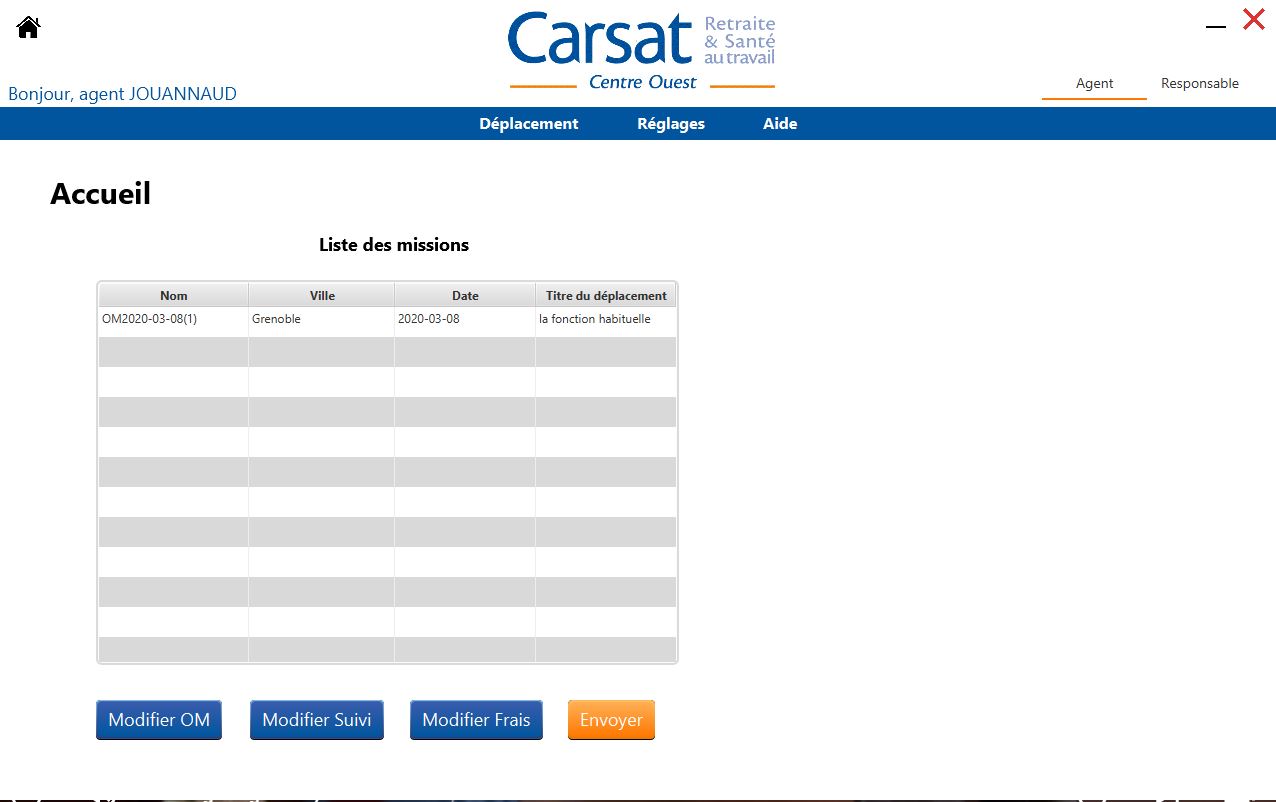 Carsat
Retraite
& Santé
au travail
Centre Ouest
Bonjour, agent JOUANNAUD
Agent Responsable
Déplacement Réglages Aide
Accueil
Liste des missions
Nom Ville Date Titre du déplacement
OM2020-03-08(1) Grenoble 2020-03-08 la fonction habituelle
Modifier OM Modifier Suivi Modifier Frais Envoyer